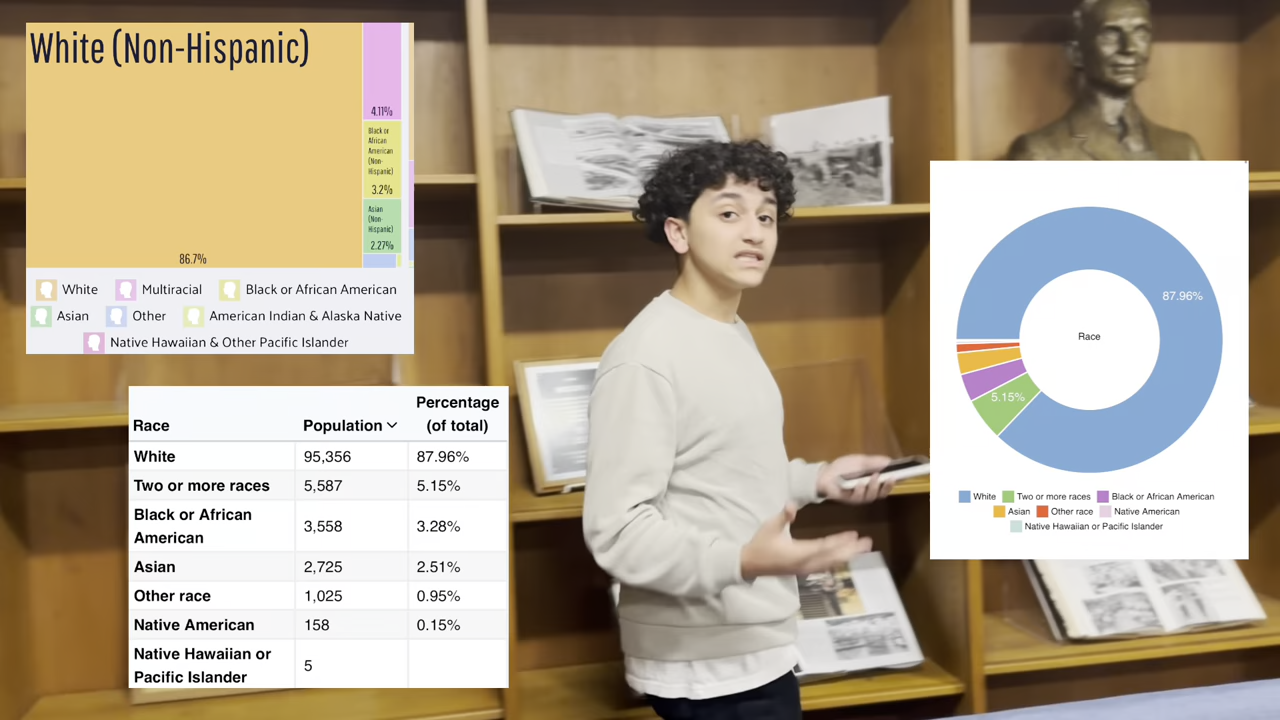 White (Non-Hispanic)
4.11%
Black or
African
American
(Non-
Hispanic)
3.2%
Asian
(Non-
Hispanic)
2.27%
86.7%
White Multiracial Black or African American
Asian Other American Indian & Alaska Native
Native Hawaiian & Other Pacific Islander
Race Population Percentage (of total)
White 95,356 87.96%
Two or more races 5,587 5.15%
Black or African American 3,558 3.28%
Asian 2,725 2.51%
Other race 1,025 0.95%
Native American 158 0.15%
Native Hawaiian or Pacific Islander 5
87.96%
Race
5.15%
White Two or more races Black or African American
Asian Other race Native American
Native Hawaiian or Pacific Islander